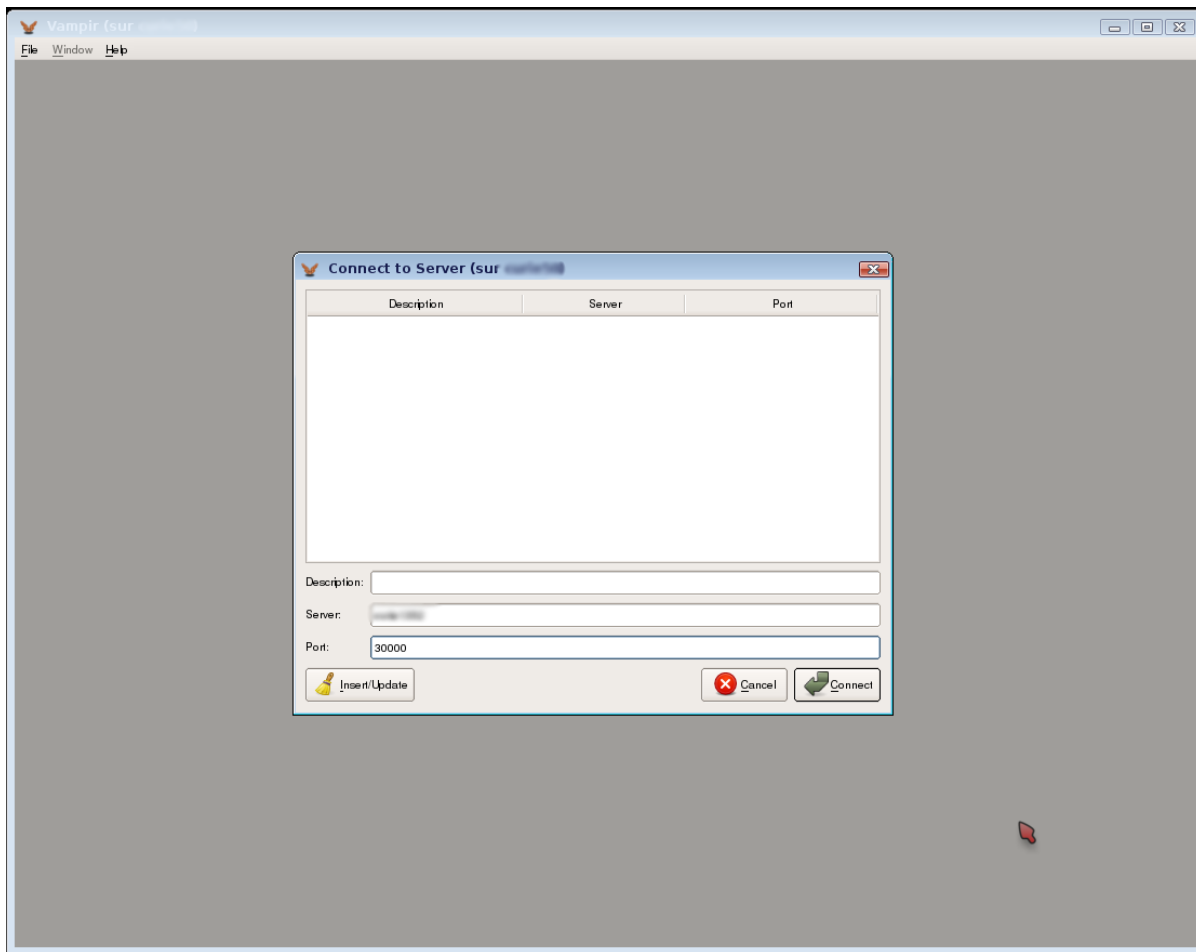 Vampir (sur
File Window Help
Connect to Server (sur
Description Server Port
Description:
Server:
Port: 30000
Insert/Update Cancel Connect